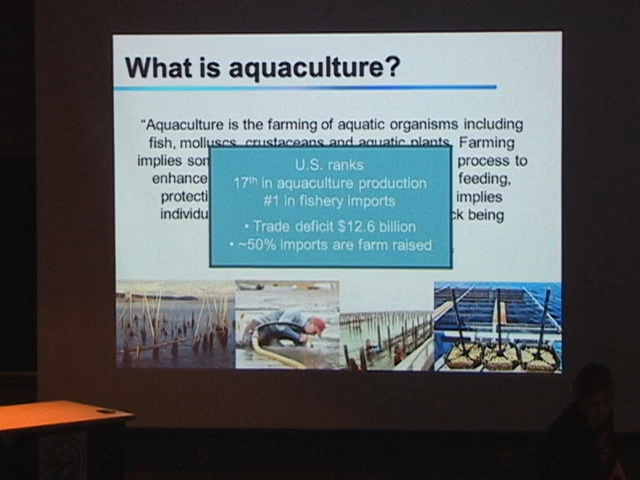 What is aquaculture?
“Aquaculture is the farming of aquatic organisms including
fish, molluscs, crustaceans and aquatic plants. Farming
implies process to
enhance feeding,
implies
being
U.S. ranks
17th in aquaculture production
#1 in fishery imports
• Trade deficit $12.6 billion
• ~50% imports are farm raised